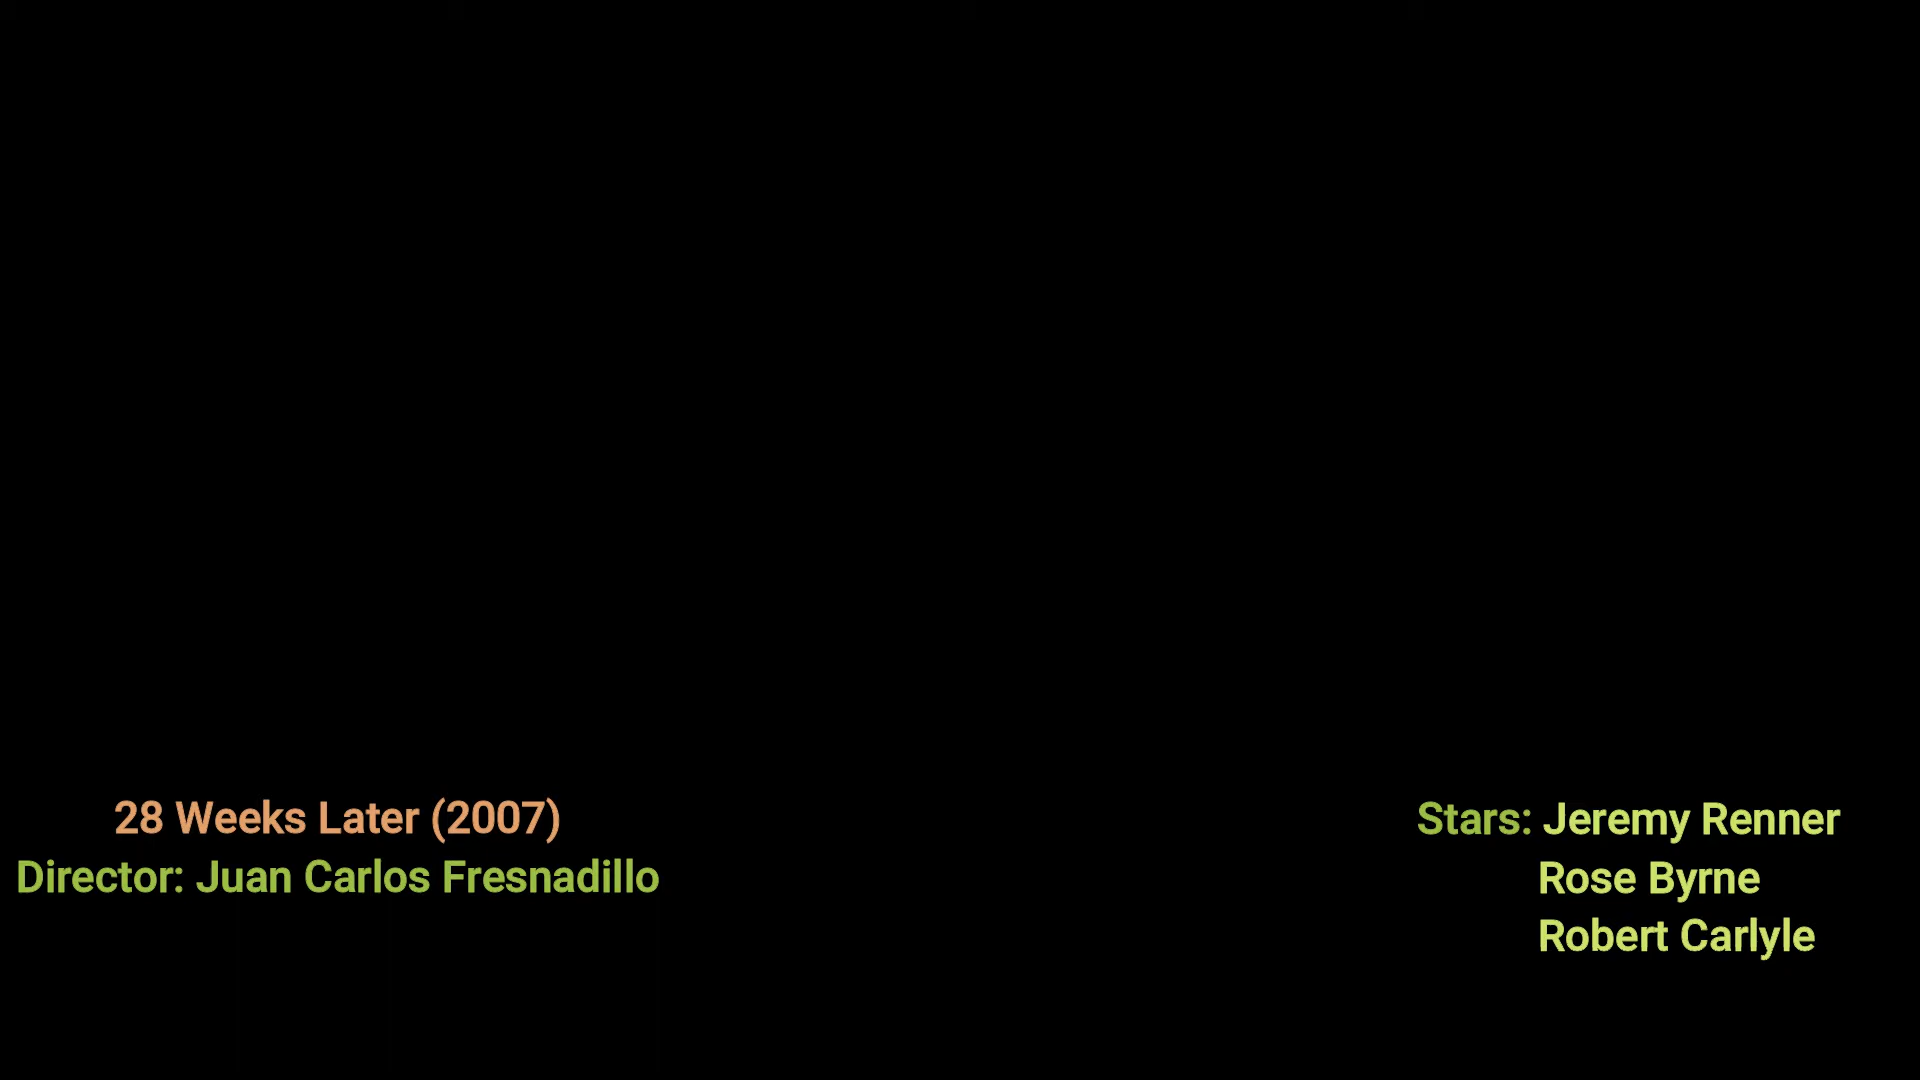 28 Weeks Later (2007)
Director: Juan Carlos Fresnadillo
Stars: Jeremy Renner
Rose Byrne
Robert Carlyle